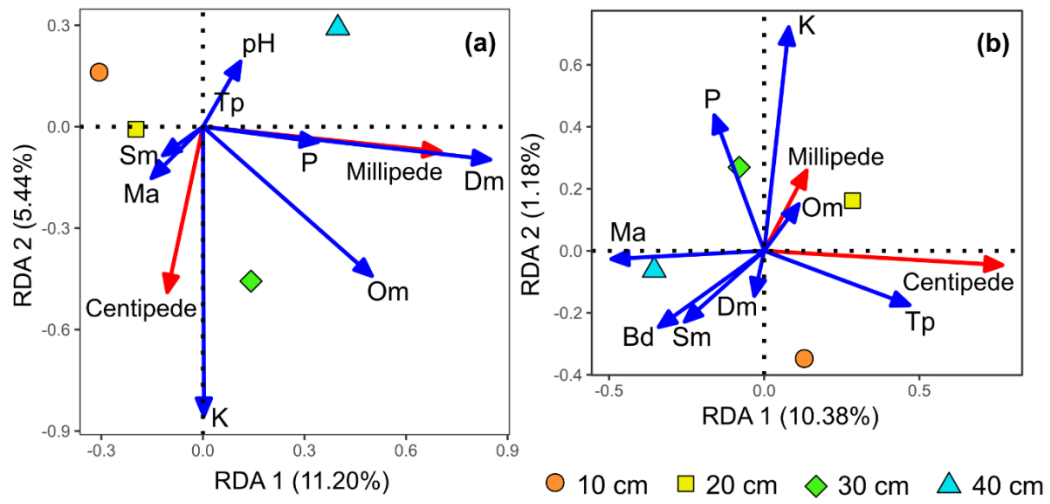 (a)
0.3
0.0
-0.3
-0.6
-0.9
RDA 2 (5.44%)
pH
Tp
Sm
Ma
P
Millipede
Dm
Om
Centipede
K
-0.3 0.0 0.3 0.6 0.9
RDA 1 (11.20%)
(b)
0.6
0.4
0.2
0.0
-0.2
-0.4
RDA 2 (1.18%)
K
P
Millipede
Om
Ma
Centipede
Dm
Tp
Bd Sm
-0.5 0.0 0.5
RDA 1 (10.38%)
10 cm 20 cm 30 cm 40 cm